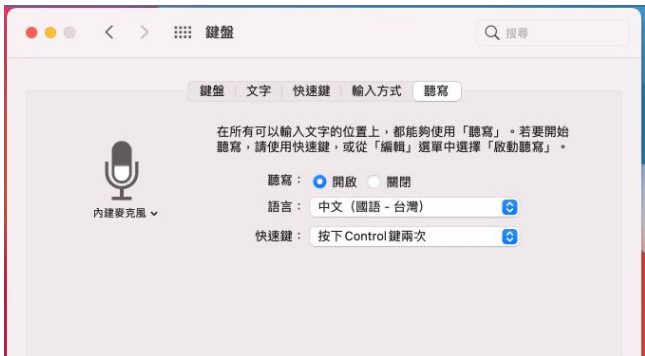 鍵盤
搜尋
鍵盤 文字 快速鍵 輸入方式 聽寫
在所有可以輸入文字的位置上,都能夠使用「聽寫」。若要開始
聽寫,請使用快速鍵,或從「編輯」選單中選擇「啟動聽寫」。
內建麥克風
聽寫: 開啟 關閉
語言: 中文(國語 - 台灣)
快速鍵: 按下 Control 鍵兩次